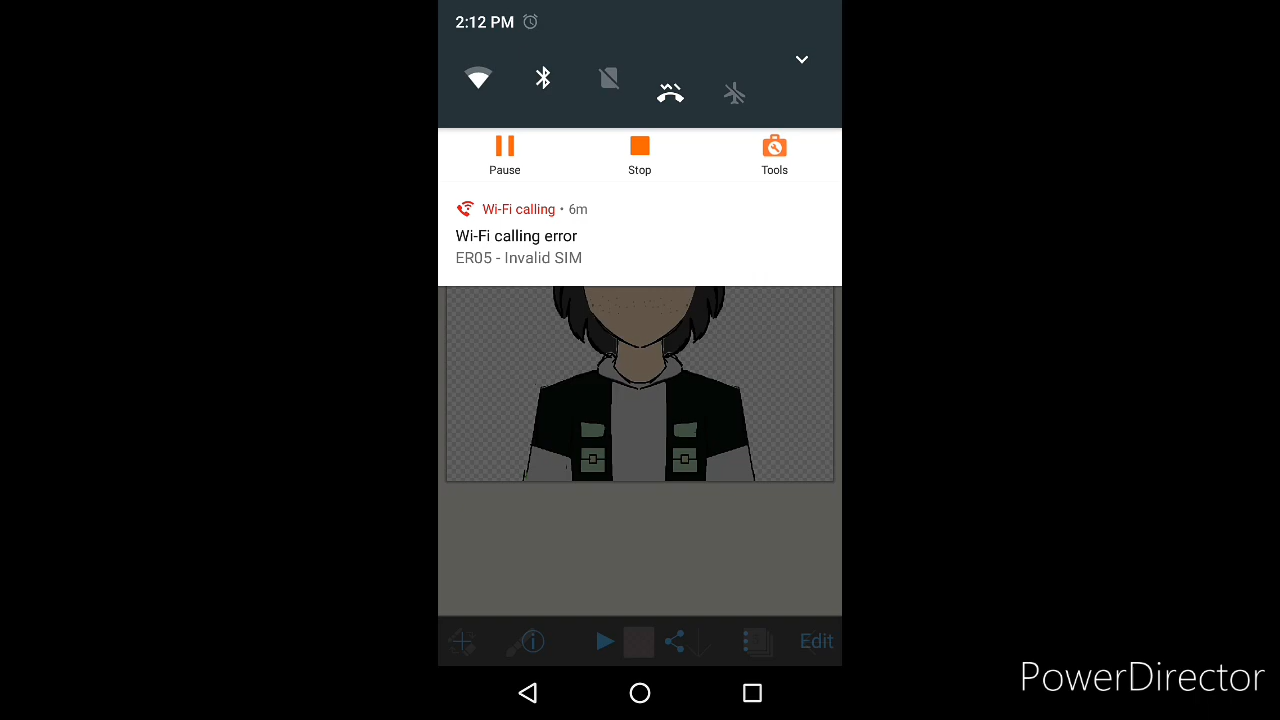 2:12 PM
Pause
Stop
Tools
Wi-Fi calling • 6m
Wi-Fi calling error
ER05 - Invalid SIM
Edit
PowerDirector